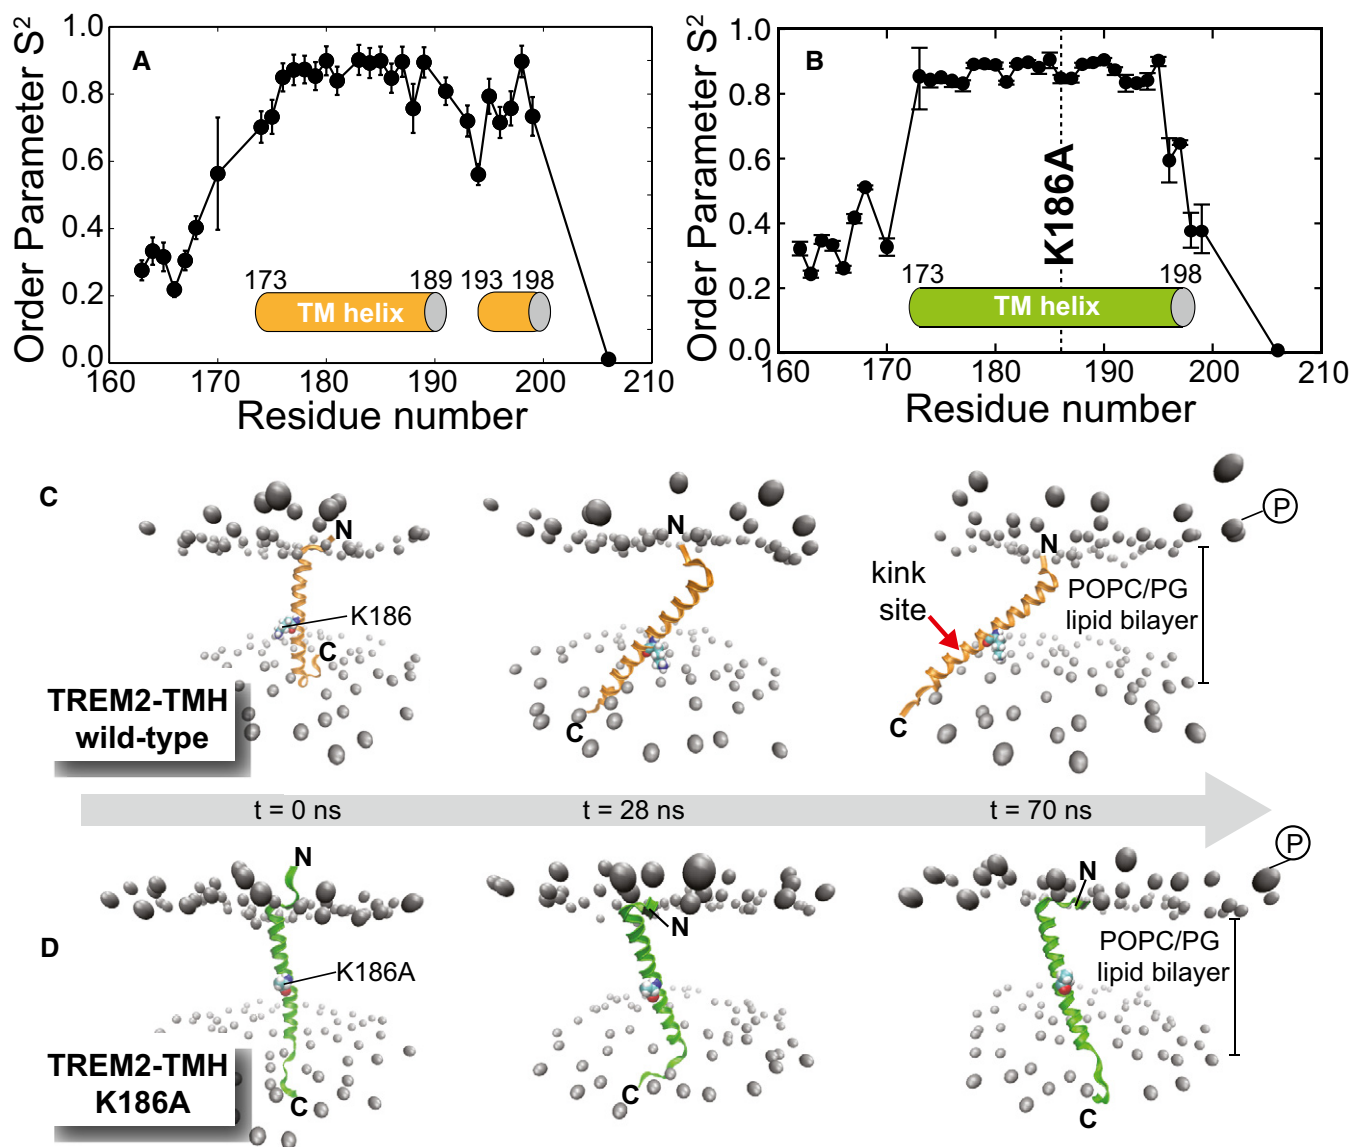 A
Order Parameter S²
1.0
0.8
0.6
0.4
0.2
0.0
173 189 193 198
TM helix
160 170 180 190 200 210
Residue number
B
Order Parameter S²
1.0
0.8
0.6
0.4
0.2
0.0
K186A
173 198
TM helix
160 170 180 190 200 210
Residue number
C
N
K186
C
TREM2-TMH
wild-type
N
C
N
kink
site
C
P
POPC/PG
lipid bilayer
t = 0 ns
t = 28 ns
t = 70 ns
D
N
K186A
C
TREM2-TMH
K186A
N
C
N
C
P
POPC/PG
lipid bilayer